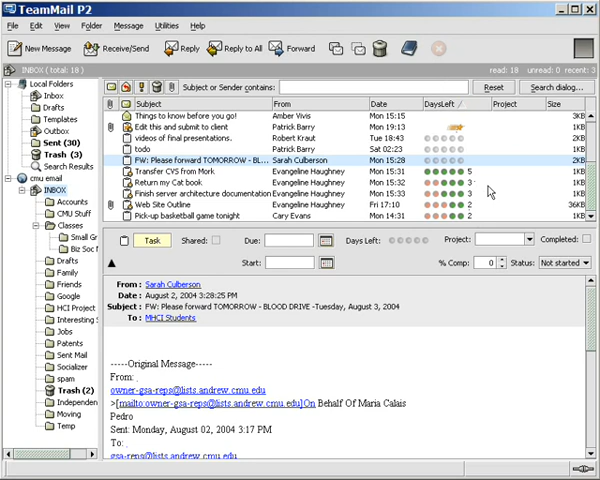 TeamMail P2
File Edit View Folder Message Utilities Help
New Message Receive/Send Reply Reply to All Forward
INBOX ( total: 18 ) read: 18 unread: 0 recent: 3
Local Folders
Inbox
Drafts
Templates
Outbox
Sent (30)
Trash (3)
Search Results
cmu email
INBOX
Accounts
CMU Stuff
Classes
Small Gr
Biz Soc N
Drafts
Family
Friends
Google
HCI Project
Interesting S
Jobs
Patents
Sent Mail
Socializer
spam
Trash (2)
Independen
Moving
Temp
Subject or Sender contains: Reset Search dialog...
Subject From Date DaysLeft Project Size
Things to know before you go! Amber Vivis Mon 15:15 3KB
Edit this and submit to client Patrick Barry Mon 19:13 1KB
videos of final presentations. Robert Kraut Tue 18:43 2KB
todo Patrick Barry Sat 02:23 1KB
FW: Please forward TOMORROW - BL... Sarah Culberson Mon 15:28 2KB
Transfer CVS from Mork Evangeline Haughney Mon 15:31 5 1KB
Return my Cat book Evangeline Haughney Mon 15:32 3 1KB
Finish server architecture documentation Evangeline Haughney Mon 15:33 3 1KB
Web Site Outline Evangeline Haughney Fri 17:10 2 36KB
Pick-up basketball game tonight Cary Evans Mon 14:31 2 1KB
Task Shared: Due: Days Left: Project: Completed:
Start: % Comp: 0 Status: Not started
From : Sarah Culberson
Date : August 2, 2004 3:28:25 PM
Subject : FW: Please forward TOMORROW - BLOOD DRIVE -Tuesday, August 3, 2004
To : MHCI Students
-----Original Message-----
From: .
owner-gsa-reps@lists.andrew.cmu.edu
>[mailto:owner-gsa-reps@lists.andrew.cmu.edu]On Behalf Of Maria Calais
Pedro
Sent: Monday, August 02, 2004 3:17 PM
To: .
gsa-reps@lists.andrew.cmu.edu